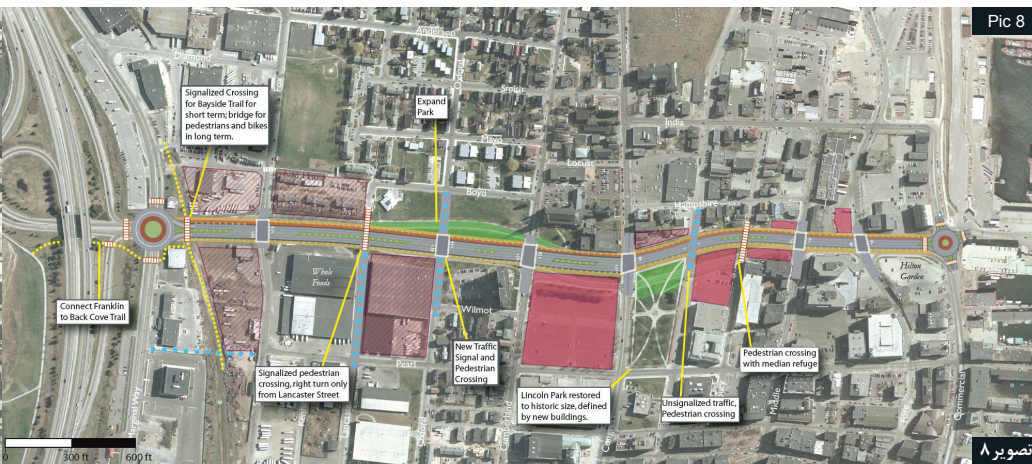 Pic 8
Anderson
Diamond
Oxford
Smith
Signalized Crossing
for Bayside Trail for
short term; bridge for
pedestrians and bikes
in long term.
Expand
Park
India
Mayo
Locust
Boyd
Hampshire
Whole
Foods
Hilton
Garden
Connect Franklin
to Back Cove Trail
Wilmot
New Traffic
Signal and
Pedestrian
Crossing
Pearl
Signalized pedestrian
crossing, right turn only
from Lancaster Street
Lincoln Park restored
to historic size, defined
by new buildings.
Unsignalized traffic,
Pedestrian crossing
Pedestrian crossing
with median refuge
Middle
Commercial
0 300 ft 600 ft
تصویر ۸